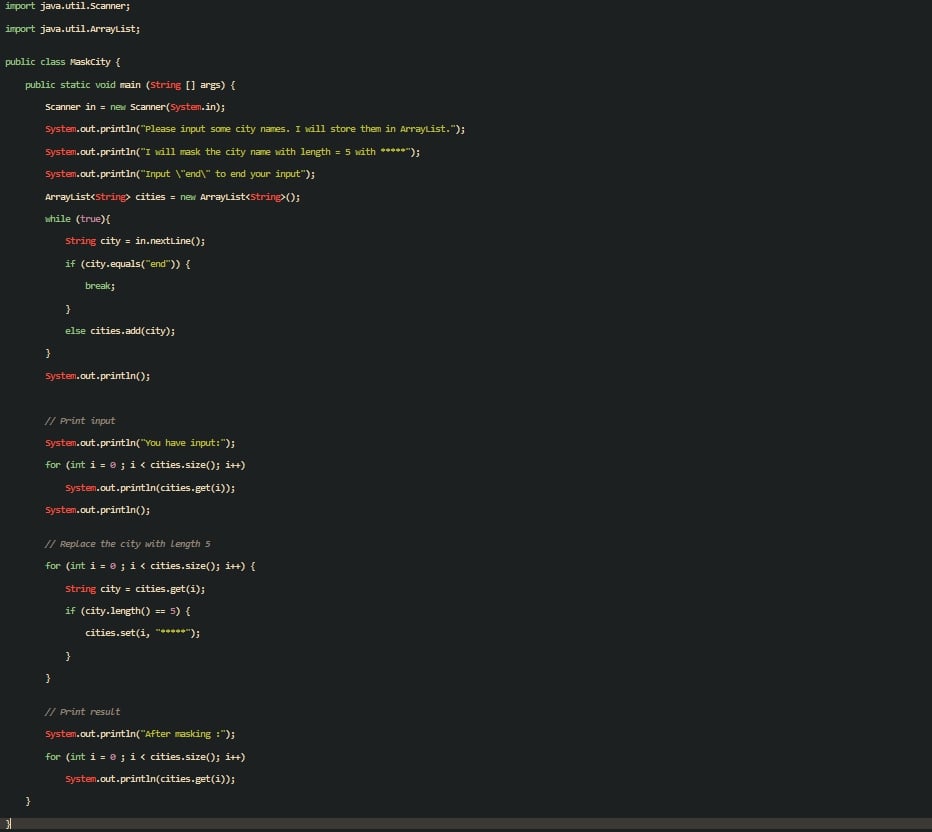 import java.util.Scanner;
import java.util.ArrayList;
public class MaskCity {
    public static void main (String [] args) {
        Scanner in = new Scanner(System.in);
        System.out.println("Please input some city names. I will store them in ArrayList.");
        System.out.println("I will mask the city name with length = 5 with *****");
        System.out.println("Input \"end\" to end your input");
        ArrayList<String> cities = new ArrayList<String>();
        while (true){
            String city = in.nextLine();
            if (city.equals("end")) {
                break;
            }
            else cities.add(city);
        }
        System.out.println();
        // Print input
        System.out.println("You have input:");
        for (int i = 0 ; i < cities.size(); i++)
            System.out.println(cities.get(i));
        System.out.println();
        // Replace the city with length 5
        for (int i = 0 ; i < cities.size(); i++) {
            String city = cities.get(i);
            if (city.length() == 5) {
                cities.set(i, "*****");
            }
        }
        // Print result
        System.out.println("After masking :");
        for (int i = 0 ; i < cities.size(); i++)
            System.out.println(cities.get(i));
    }
}